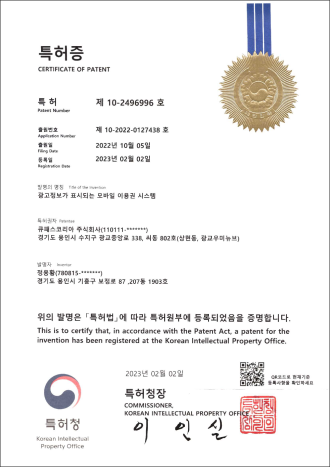 특허증
CERTIFICATE OF PATENT
특 허 제 10-2496996 호
Patent Number
출원번호 제 10-2022-0127438 호
Application Number
출원일 2022년 10월 05일
Filing Date
등록일 2023년 02월 02일
Registration Date
발명의 명칭 Title of the Invention
광고정보가 표시되는 모바일 이용권 시스템
특허권자 Patentee
큐패스코리아 주식회사(110111-*******)
경기도 용인시 수지구 광교중앙로 338, 씨동 802호(상현동, 광교우미뉴브)
발명자 Inventor
정용황(780815-*******)
경기도 용인시 기흥구 보정로 87 ,207동 1903호
위의 발명은 「특허법」에 따라 특허원부에 등록되었음을 증명합니다.
This is to certify that, in accordance with the Patent Act, a patent for the
invention has been registered at the Korean Intellectual Property Office.
2023년 02월 02일
QR코드로 현재기준
등록사항을 확인하세요
특허청
Korean Intellectual
Property Office
특허청장
COMMISSIONER,
KOREAN INTELLECTUAL PROPERTY OFFICE
이 인 실